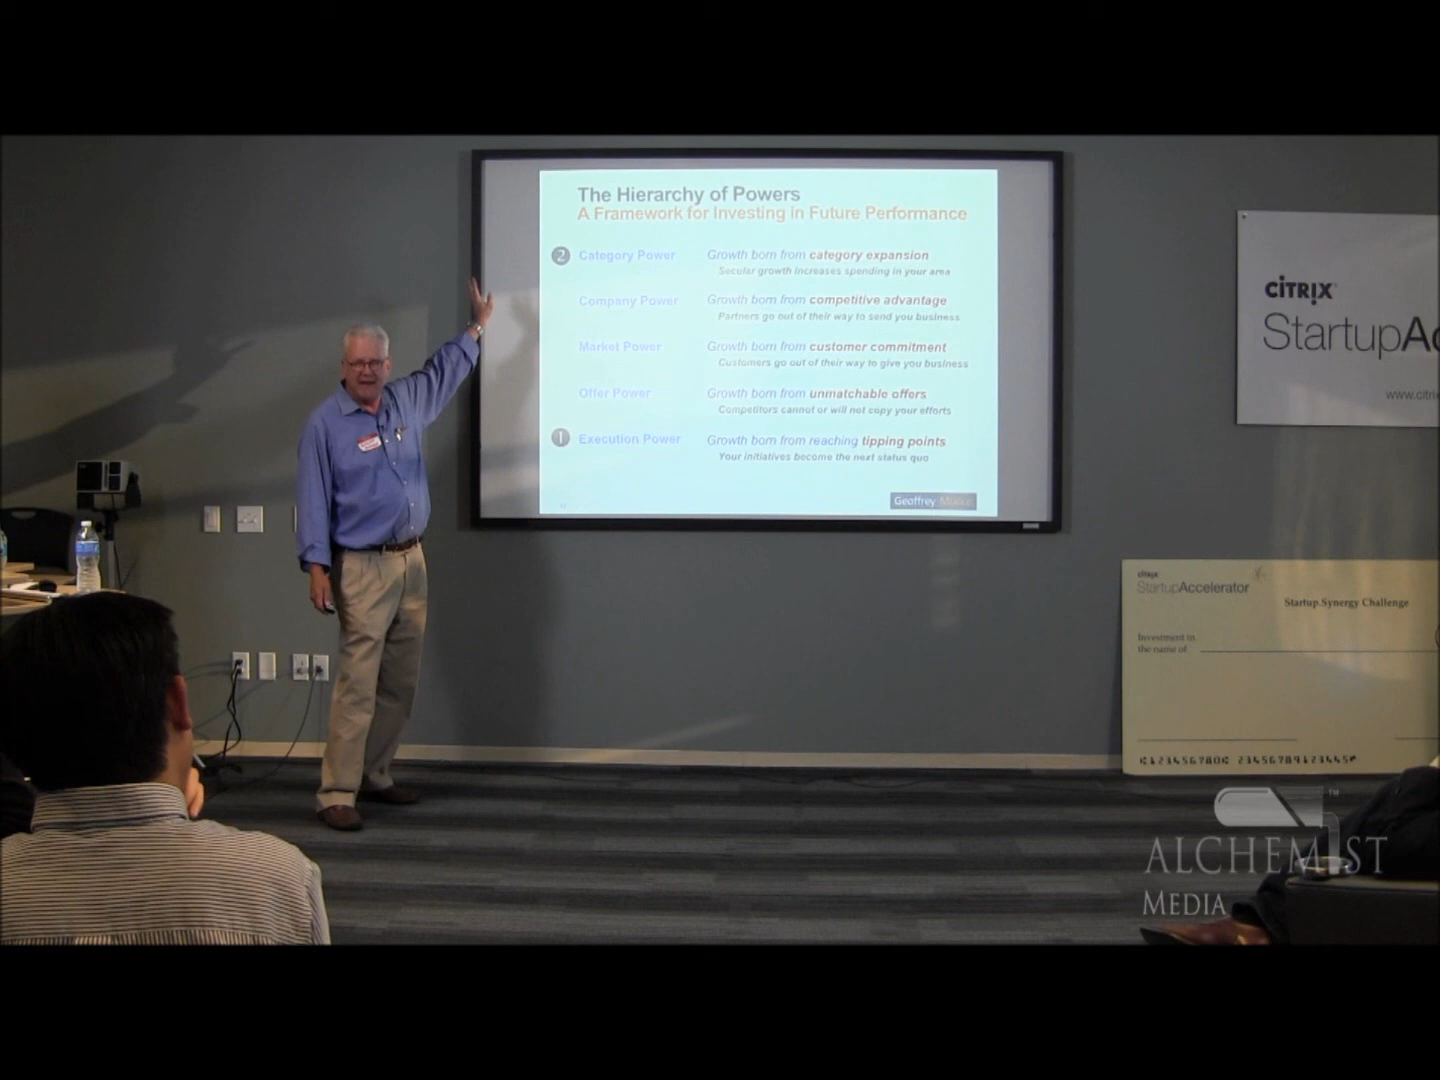 The Hierarchy of Powers
A Framework for Investing in Future Performance
2 Category Power Growth born from category expansion
Secular growth increases spending in your area
Company Power Growth born from competitive advantage
Partners go out of their way to send you business
Market Power Growth born from customer commitment
Customers go out of their way to give you business
Offer Power Growth born from unmatchable offers
Competitors cannot or will not copy your efforts
1 Execution Power Growth born from reaching tipping points
Your initiatives become the next status quo
Geoffrey Moore
CITRIX
StartupAc
www.citri
citrix
StartupAccelerator
Startup.Synergy Challenge
Investment in
the name of
ALCHEMIST
MEDIA
TM